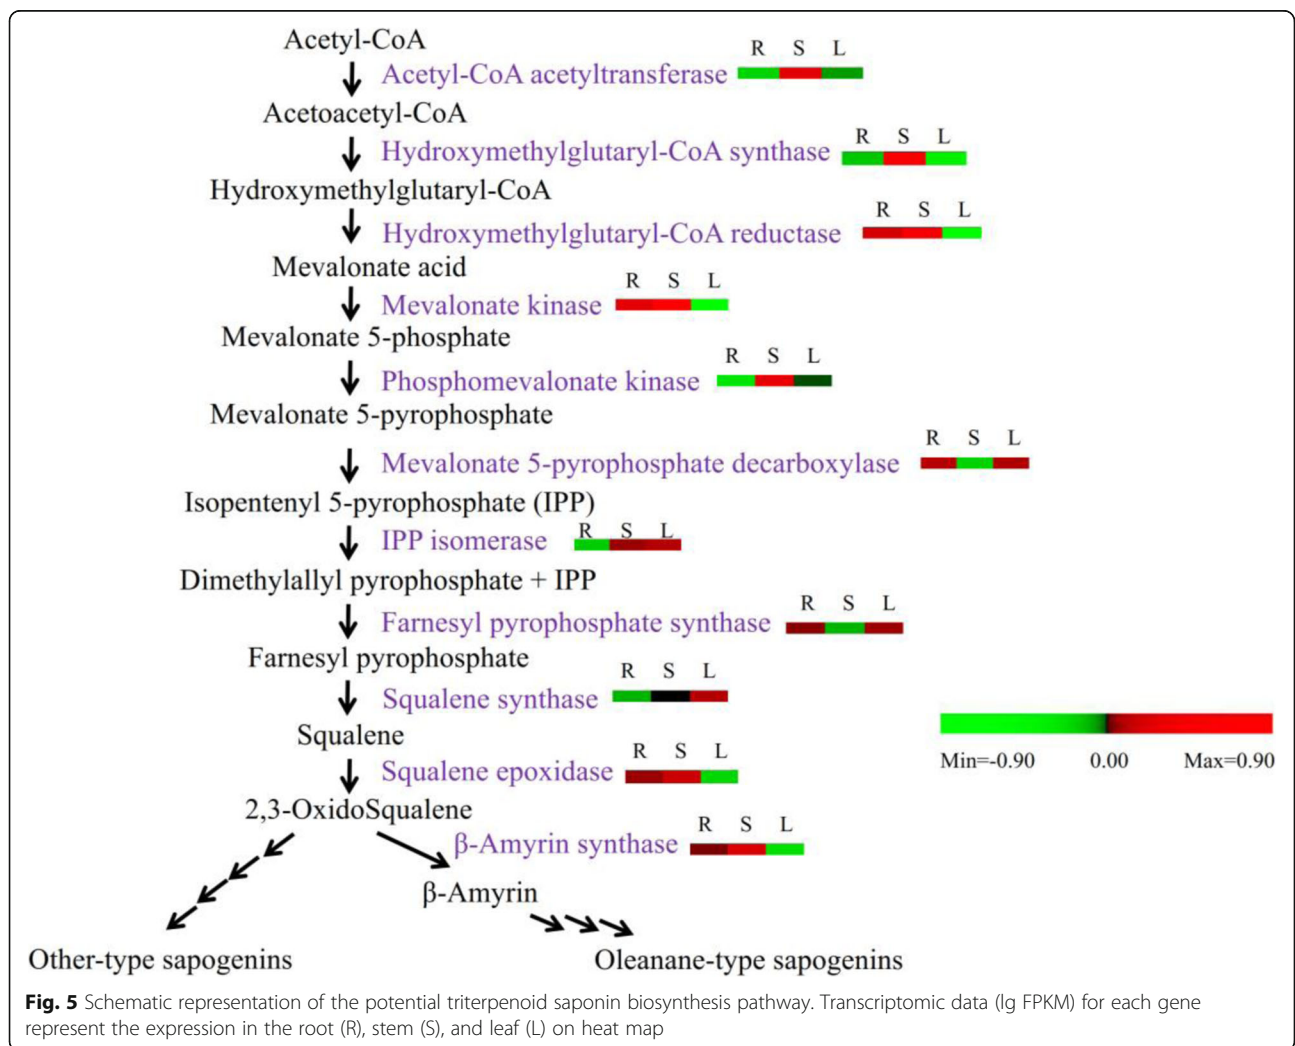 Acetyl-CoA
R S L
Acetyl-CoA acetyltransferase
Acetoacetyl-CoA
R S L
Hydroxymethylglutaryl-CoA synthase
Hydroxymethylglutaryl-CoA
R S L
Hydroxymethylglutaryl-CoA reductase
Mevalonate acid
R S L
Mevalonate kinase
Mevalonate 5-phosphate
R S L
Phosphomevalonate kinase
Mevalonate 5-pyrophosphate
R S L
Mevalonate 5-pyrophosphate decarboxylase
Isopentenyl 5-pyrophosphate (IPP)
R S L
IPP isomerase
Dimethylallyl pyrophosphate + IPP
R S L
Farnesyl pyrophosphate synthase
Farnesyl pyrophosphate
R S L
Squalene synthase
Squalene
R S L
Squalene epoxidase
Min=-0.90 0.00 Max=0.90
2,3-OxidoSqualene
R S L
β-Amyrin synthase
β-Amyrin
Other-type sapogenins
Oleanane-type sapogenins
Fig. 5 Schematic representation of the potential triterpenoid saponin biosynthesis pathway. Transcriptomic data (lg FPKM) for each gene
represent the expression in the root (R), stem (S), and leaf (L) on heat map